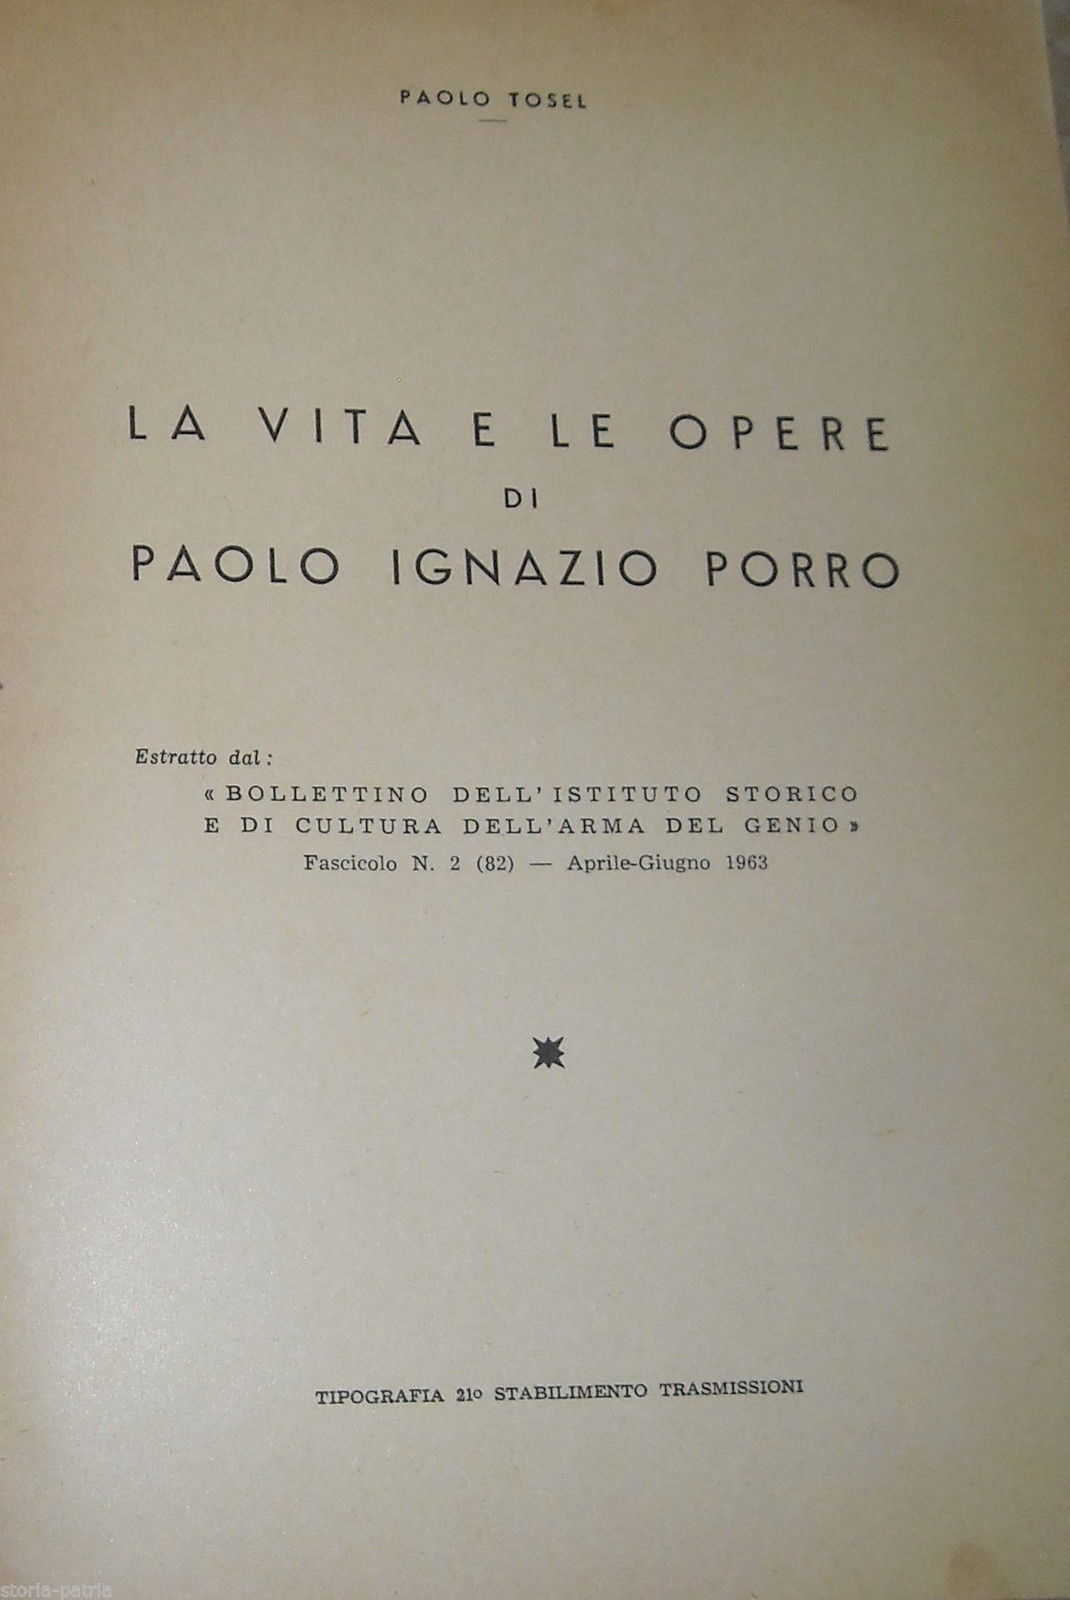 PAOLO TOSEL
LA VITA E LE OPERE
DI
PAOLO IGNAZIO PORRO
Estratto dal :
« BOLLETTINO DELL'ISTITUTO STORICO
E DI CULTURA DELL'ARMA DEL GENIO »
Fascicolo N. 2 (82) — Aprile-Giugno 1963
TIPOGRAFIA 21º STABILIMENTO TRASMISSIONI
storia-patria